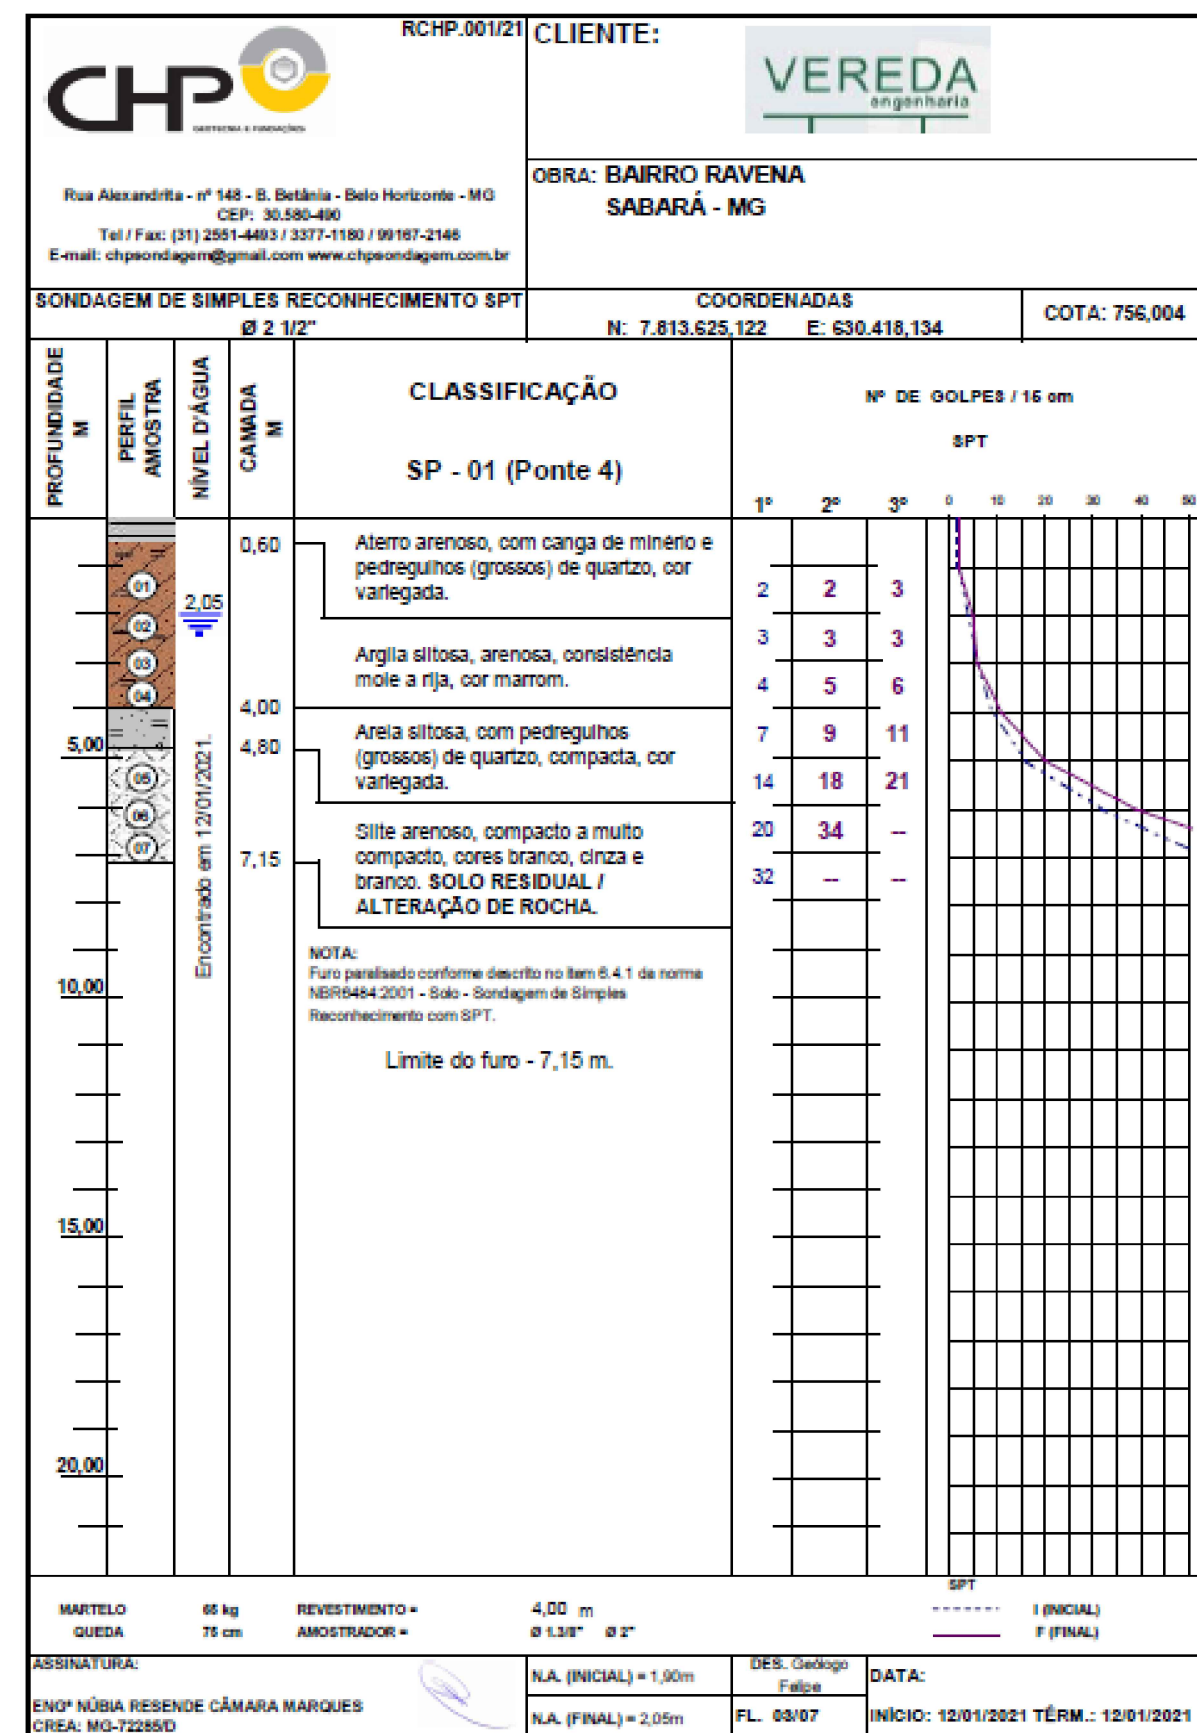 RCHP.001/21
CHP
GEOTECNIA E FUNDAÇÕES
Rua Alexandrita - nº 148 - B. Betânia - Belo Horizonte - MG
CEP: 30.580-490
Tel / Fax: (31) 2551-4493 / 3377-1180 / 99167-2146
E-mail: chpsondagem@gmail.com www.chpsondagem.com.br
CLIENTE:
VEREDA
engenharia
OBRA: BAIRRO RAVENA
SABARÁ - MG
SONDAGEM DE SIMPLES RECONHECIMENTO SPT
Ø 2 1/2"
COORDENADAS
N: 7.813.625,122 E: 630.418,134
COTA: 756,004
PROFUNDIDADE
M
PERFIL
AMOSTRA
NÍVEL D'ÁGUA
CAMADA
M
CLASSIFICAÇÃO
SP - 01 (Ponte 4)
Nº DE GOLPES / 15 cm
SPT
1º 2º 3º 0 10 20 30 40 50
0,60
Aterro arenoso, com canga de minério e
pedregulhos (grossos) de quartzo, cor
variegada.
01
2 2 3
2,05
02
3 3 3
Argila siltosa, arenosa, consistência
mole a rija, cor marrom.
03
4 5 6
04
4,00
Areia siltosa, com pedregulhos
(grossos) de quartzo, compacta, cor
variegada.
7 9 11
5,00
4,80
05
14 18 21
06
20 34 --
Silte arenoso, compacto a muito
compacto, cores branco, cinza e
branco. SOLO RESIDUAL /
ALTERAÇÃO DE ROCHA.
07
7,15
32 -- --
Encontrado em 12/01/2021.
NOTA:
Furo paralisado conforme descrito no item 6.4.1 da norma
NBR6484:2001 - Solo - Sondagem de Simples
Reconhecimento com SPT.
10,00
Limite do furo - 7,15 m.
15,00
20,00
SPT
MARTELO 65 kg REVESTIMENTO = 4,00 m
I (INICIAL)
QUEDA 75 cm AMOSTRADOR = Ø 1.3/8" Ø 2"
F (FINAL)
ASSINATURA:
ENGª NÚBIA RESENDE CÂMARA MARQUES
CREA: MG-72285/D
N.A. (INICIAL) = 1,90m
N.A. (FINAL) = 2,05m
DES. Geólogo
Felipe
FL. 03/07
DATA:
INÍCIO: 12/01/2021 TÉRM.: 12/01/2021